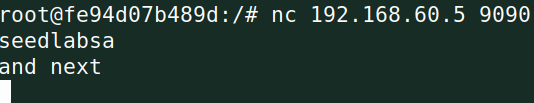 root@fe94d07b489d:/# nc 192.168.60.5 9090
seedlabsa
and next